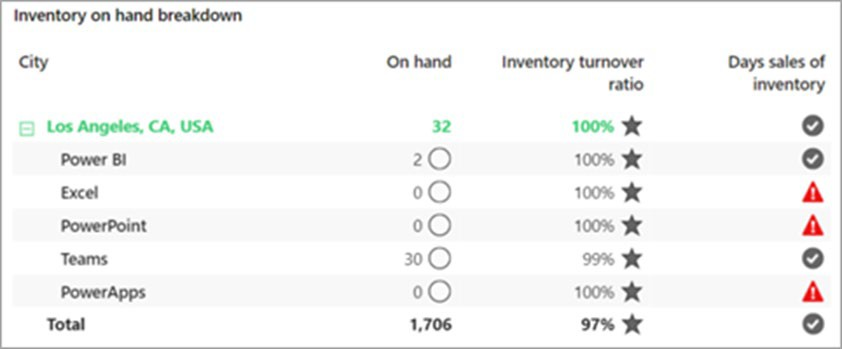 Inventory on hand breakdown
City On hand Inventory turnover ratio Days sales of inventory
Los Angeles, CA, USA 32 100%
Power BI 2 100%
Excel 0 100%
PowerPoint 0 100%
Teams 30 99%
PowerApps 0 100%
Total 1,706 97%